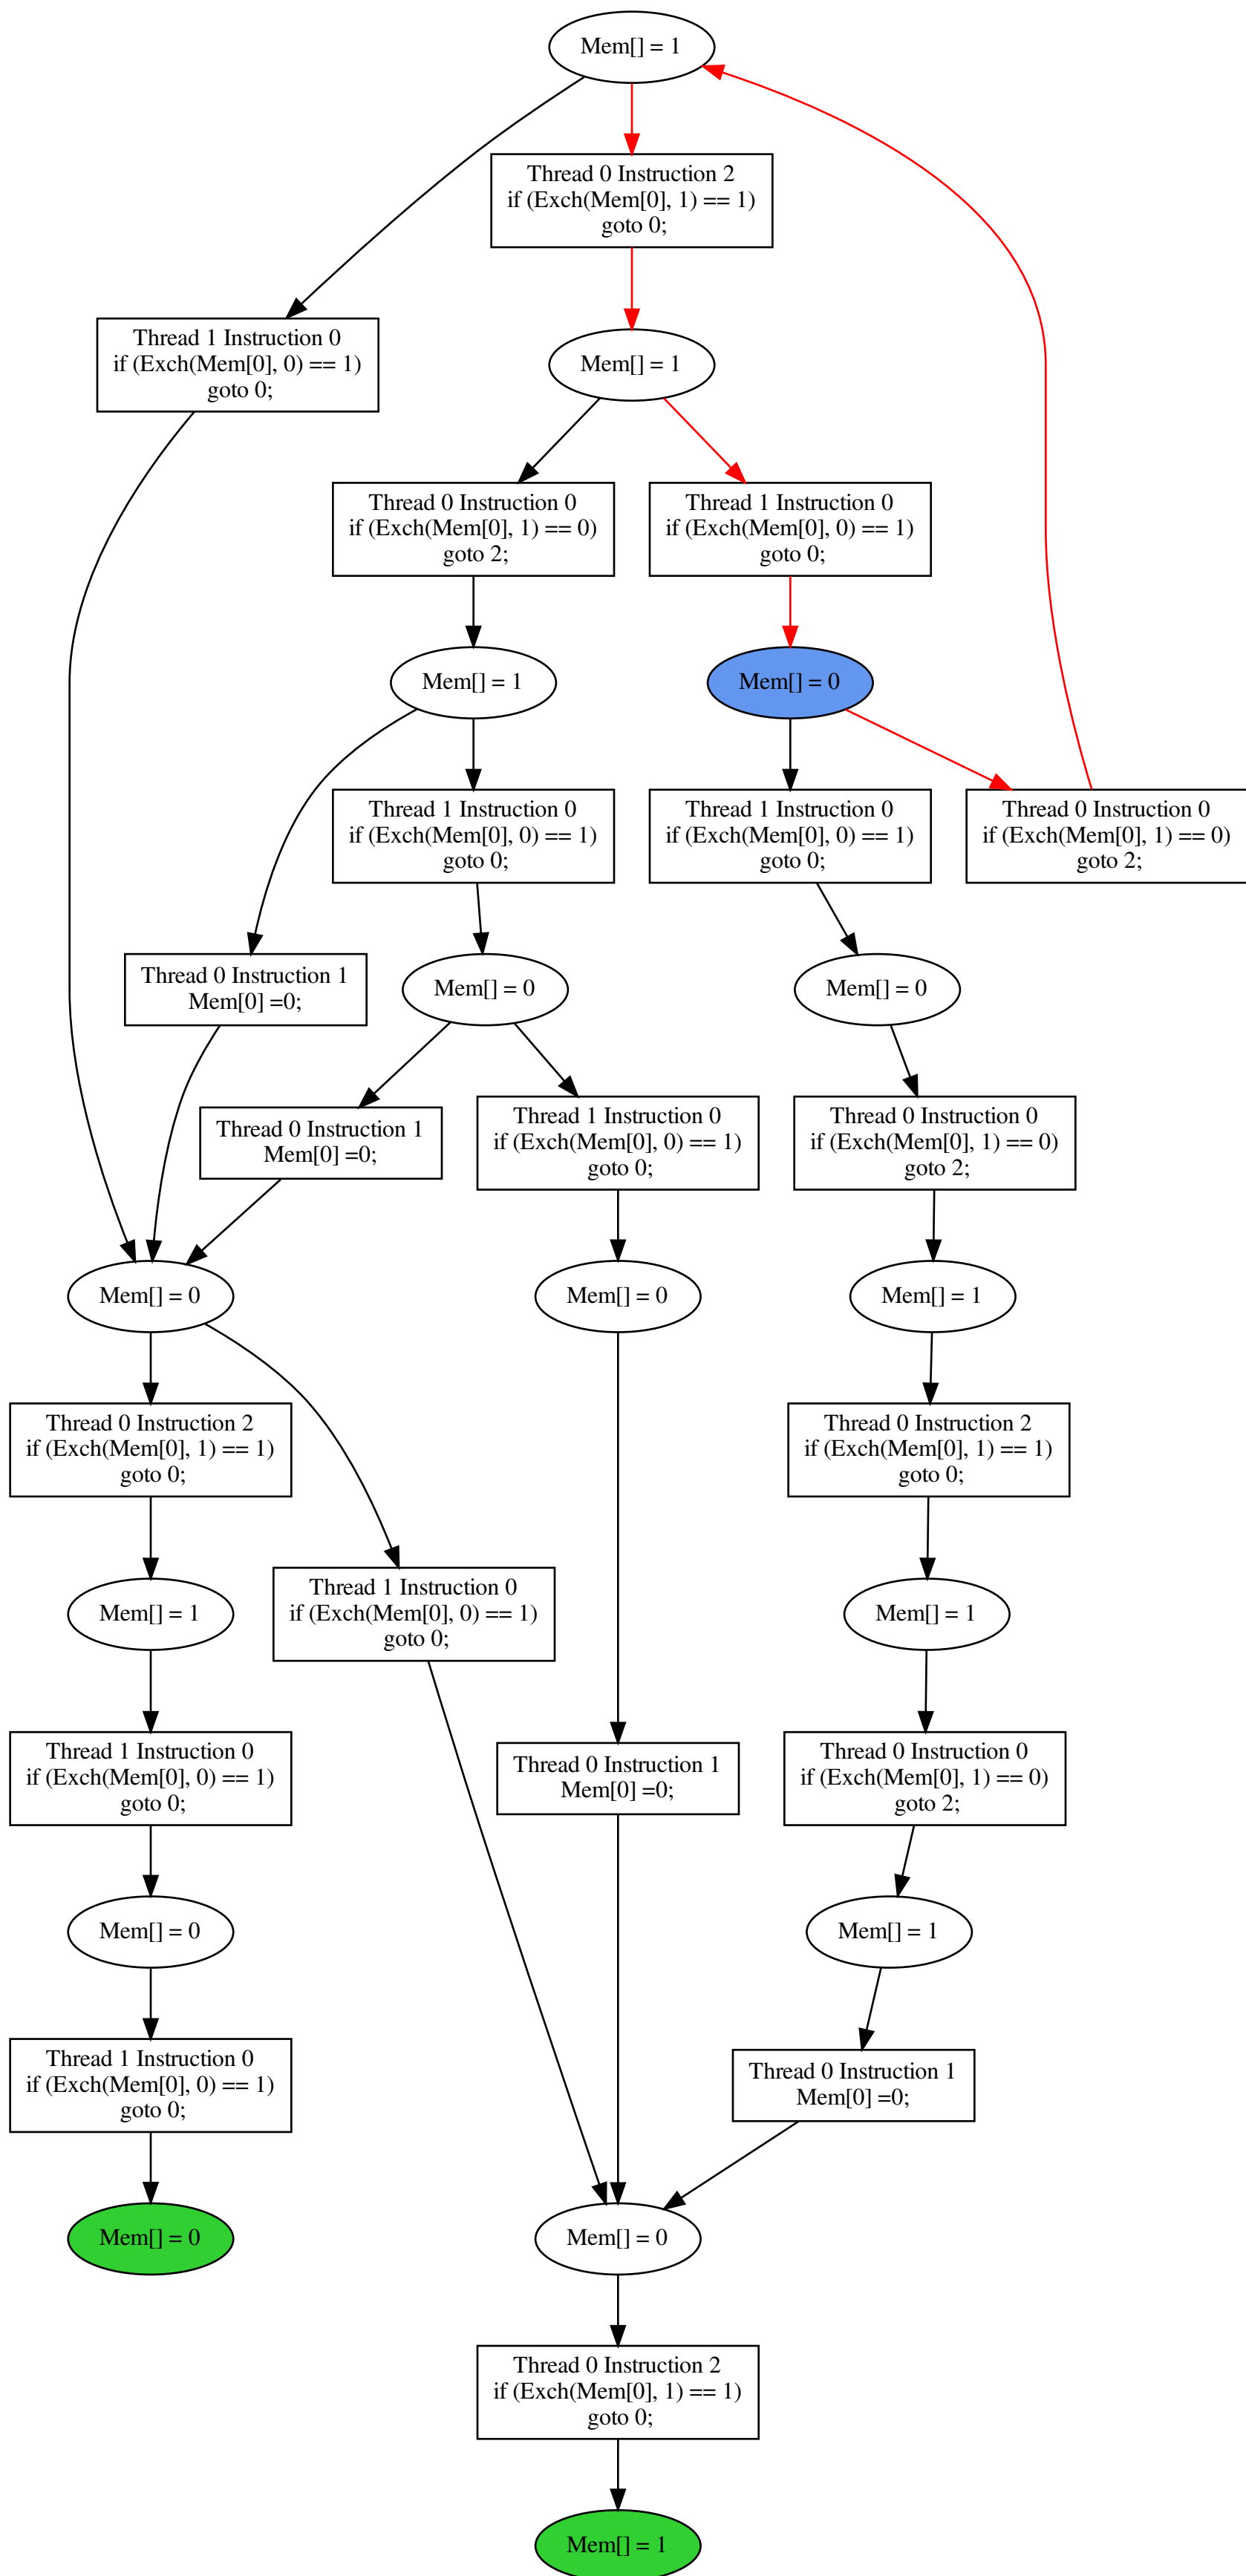 Mem[] = 1
Thread 0 Instruction 2
if (Exch(Mem[0], 1) == 1)
goto 0;
Thread 1 Instruction 0
if (Exch(Mem[0], 0) == 1)
goto 0;
Mem[] = 1
Thread 0 Instruction 0
if (Exch(Mem[0], 1) == 0)
goto 2;
Thread 1 Instruction 0
if (Exch(Mem[0], 0) == 1)
goto 0;
Mem[] = 1
Mem[] = 0
Thread 1 Instruction 0
if (Exch(Mem[0], 0) == 1)
goto 0;
Thread 1 Instruction 0
if (Exch(Mem[0], 0) == 1)
goto 0;
Thread 0 Instruction 0
if (Exch(Mem[0], 1) == 0)
goto 2;
Thread 0 Instruction 1
Mem[0] =0;
Mem[] = 0
Mem[] = 0
Thread 0 Instruction 1
Mem[0] =0;
Thread 1 Instruction 0
if (Exch(Mem[0], 0) == 1)
goto 0;
Thread 0 Instruction 0
if (Exch(Mem[0], 1) == 0)
goto 2;
Mem[] = 0
Mem[] = 0
Mem[] = 1
Thread 0 Instruction 2
if (Exch(Mem[0], 1) == 1)
goto 0;
Thread 0 Instruction 2
if (Exch(Mem[0], 1) == 1)
goto 0;
Mem[] = 1
Thread 1 Instruction 0
if (Exch(Mem[0], 0) == 1)
goto 0;
Mem[] = 1
Thread 1 Instruction 0
if (Exch(Mem[0], 0) == 1)
goto 0;
Thread 0 Instruction 1
Mem[0] =0;
Thread 0 Instruction 0
if (Exch(Mem[0], 1) == 0)
goto 2;
Mem[] = 0
Mem[] = 1
Thread 1 Instruction 0
if (Exch(Mem[0], 0) == 1)
goto 0;
Thread 0 Instruction 1
Mem[0] =0;
Mem[] = 0
Mem[] = 0
Thread 0 Instruction 2
if (Exch(Mem[0], 1) == 1)
goto 0;
Mem[] = 1